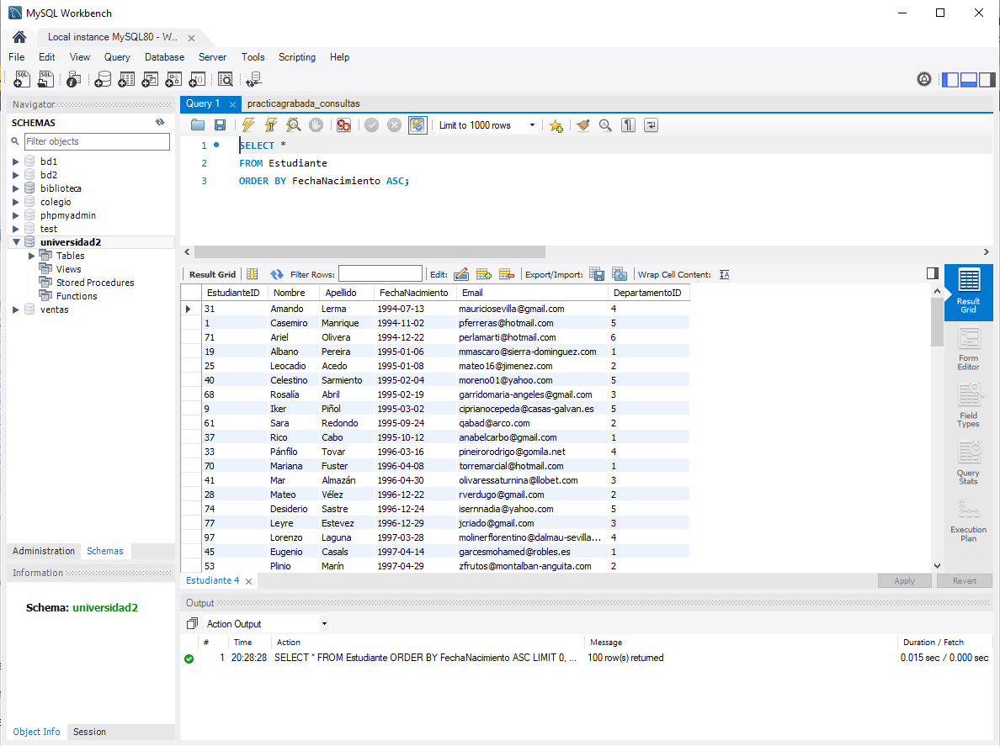 MySQL Workbench
Local instance MySQL80 - W...
File Edit View Query Database Server Tools Scripting Help
Navigator
SCHEMAS
Filter objects
bd1
bd2
biblioteca
colegio
phpmyadmin
test
universidad2
Tables
Views
Stored Procedures
Functions
ventas
Administration Schemas
Information
Schema: universidad2
Object Info Session
Query 1 practicagrabada_consultas
Limit to 1000 rows
1 SELECT *
2 FROM Estudiante
3 ORDER BY FechaNacimiento ASC;
Result Grid Filter Rows: Edit: Export/Import: Wrap Cell Content:
EstudianteID Nombre Apellido FechaNacimiento Email DepartamentoID
31 Amando Lerma 1994-07-13 mauriciosevilla@gmail.com 4
1 Casemiro Manrique 1994-11-02 pferreras@hotmail.com 5
71 Ariel Olivera 1994-12-22 perlamarti@hotmail.com 6
19 Albano Pereira 1995-01-06 mmascaro@sierra-dominguez.com 1
25 Leocadio Acedo 1995-01-08 mateo16@jimenez.com 2
40 Celestino Sarmiento 1995-02-04 moreno01@yahoo.com 5
68 Rosalía Abril 1995-02-19 garridomaria-angeles@gmail.com 3
9 Iker Piñol 1995-03-02 ciprianocepeda@casas-galvan.es 5
61 Sara Redondo 1995-09-24 qabad@arco.com 2
37 Rico Cabo 1995-10-12 anabelcarbo@gmail.com 1
33 Pánfilo Tovar 1996-03-16 pineirorodrigo@gomila.net 4
70 Mariana Fuster 1996-04-08 torremarcial@hotmail.com 1
41 Mar Almazán 1996-04-30 olivaressaturnina@llobet.com 3
28 Mateo Vélez 1996-12-22 rverdugo@gmail.com 2
74 Desiderio Sastre 1996-12-24 isernnadia@yahoo.com 5
77 Leyre Estevez 1996-12-29 jcriado@gmail.com 3
97 Lorenzo Laguna 1997-03-28 molinerflorentino@dalmau-sevilla... 4
45 Eugenio Casals 1997-04-14 garcesmohamed@robles.es 1
53 Plinio Marín 1997-04-29 zfrutos@montalban-anguita.com 2
Result Grid
Form Editor
Field Types
Query Stats
Execution Plan
Estudiante 4 Apply Revert
Output
Action Output
# Time Action Message Duration / Fetch
1 20:28:28 SELECT * FROM Estudiante ORDER BY FechaNacimiento ASC LIMIT 0, ... 100 row(s) returned 0.015 sec / 0.000 sec